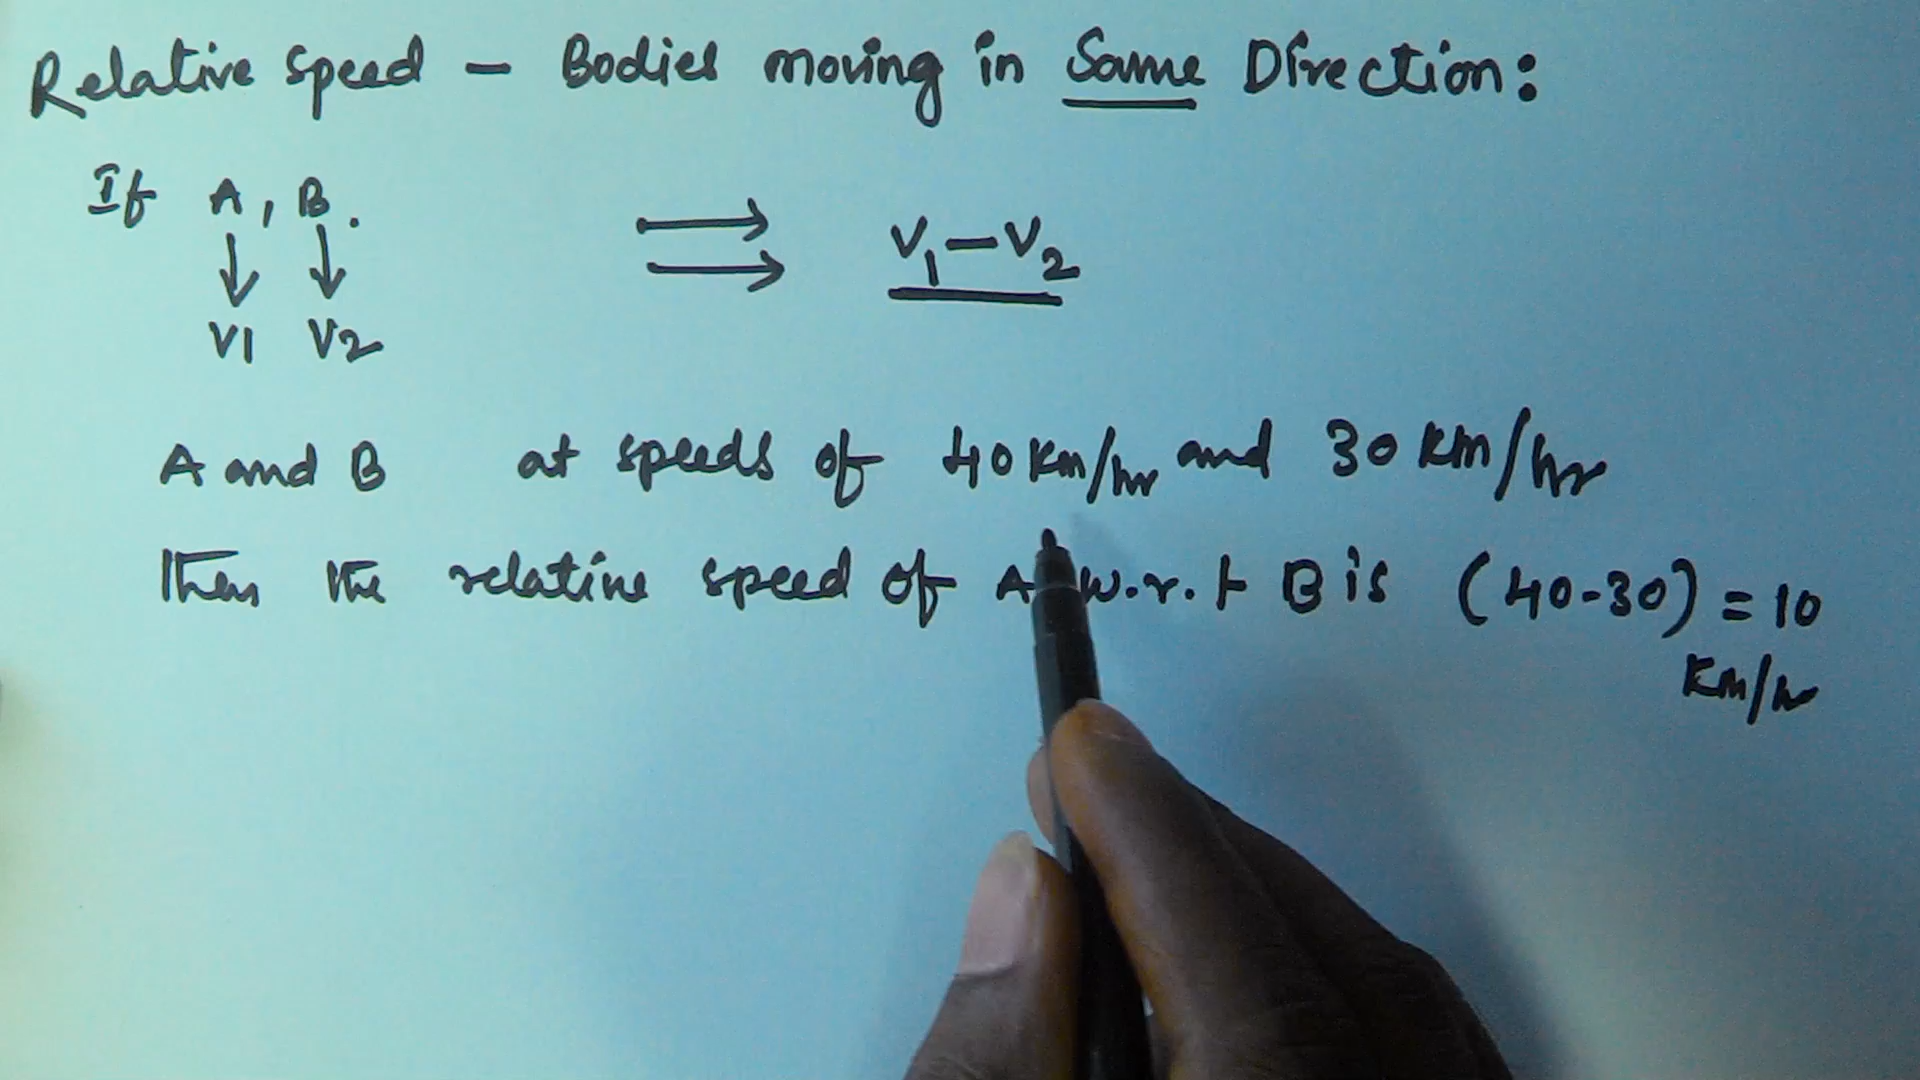 Relative speed - Bodies moving in Same Direction:
If A, B.
V1 V2
V1-V2
A and B at speeds of 40 km/hr and 30 km/hr
Then the relative speed of A w.r.t B is (40-30) = 10
km/hr